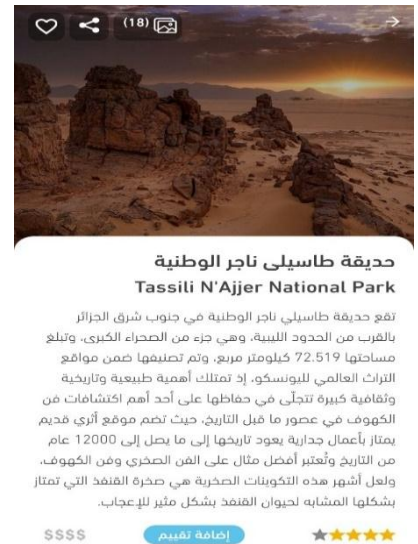 (18)
حديقة طاسيلي ناجر الوطنية
Tassili N'Ajjer National Park
تقع حديقة طاسيلي ناجر الوطنية في جنوب شرق الجزائر
بالقرب من الحدود الليبية، وهي جزء من الصحراء الكبرى، وتبلغ
مساحتها 72.519 كيلومتر مربع، وتم تصنيفها ضمن مواقع
التراث العالمي لليونسكو، إذ تمتلك أهمية طبيعية وتاريخية
وثقافية كبيرة تتجلّى في حفاظها على أحد أهم اكتشافات فن
الكهوف في عصور ما قبل التاريخ، حيث تضم موقع أثري قديم
يمتاز بأعمال جدارية يعود تاريخها إلى ما يصل إلى 12000 عام
من التاريخ وتُعتبر أفضل مثال على الفن الصخري وفن الكهوف،
ولعل أشهر هذه التكوينات الصخرية هي صخرة القنفذ التي تمتاز
بشكلها المشابه لحيوان القنفذ بشكل مثير للإعجاب.
إضافة تقييم
$$$$